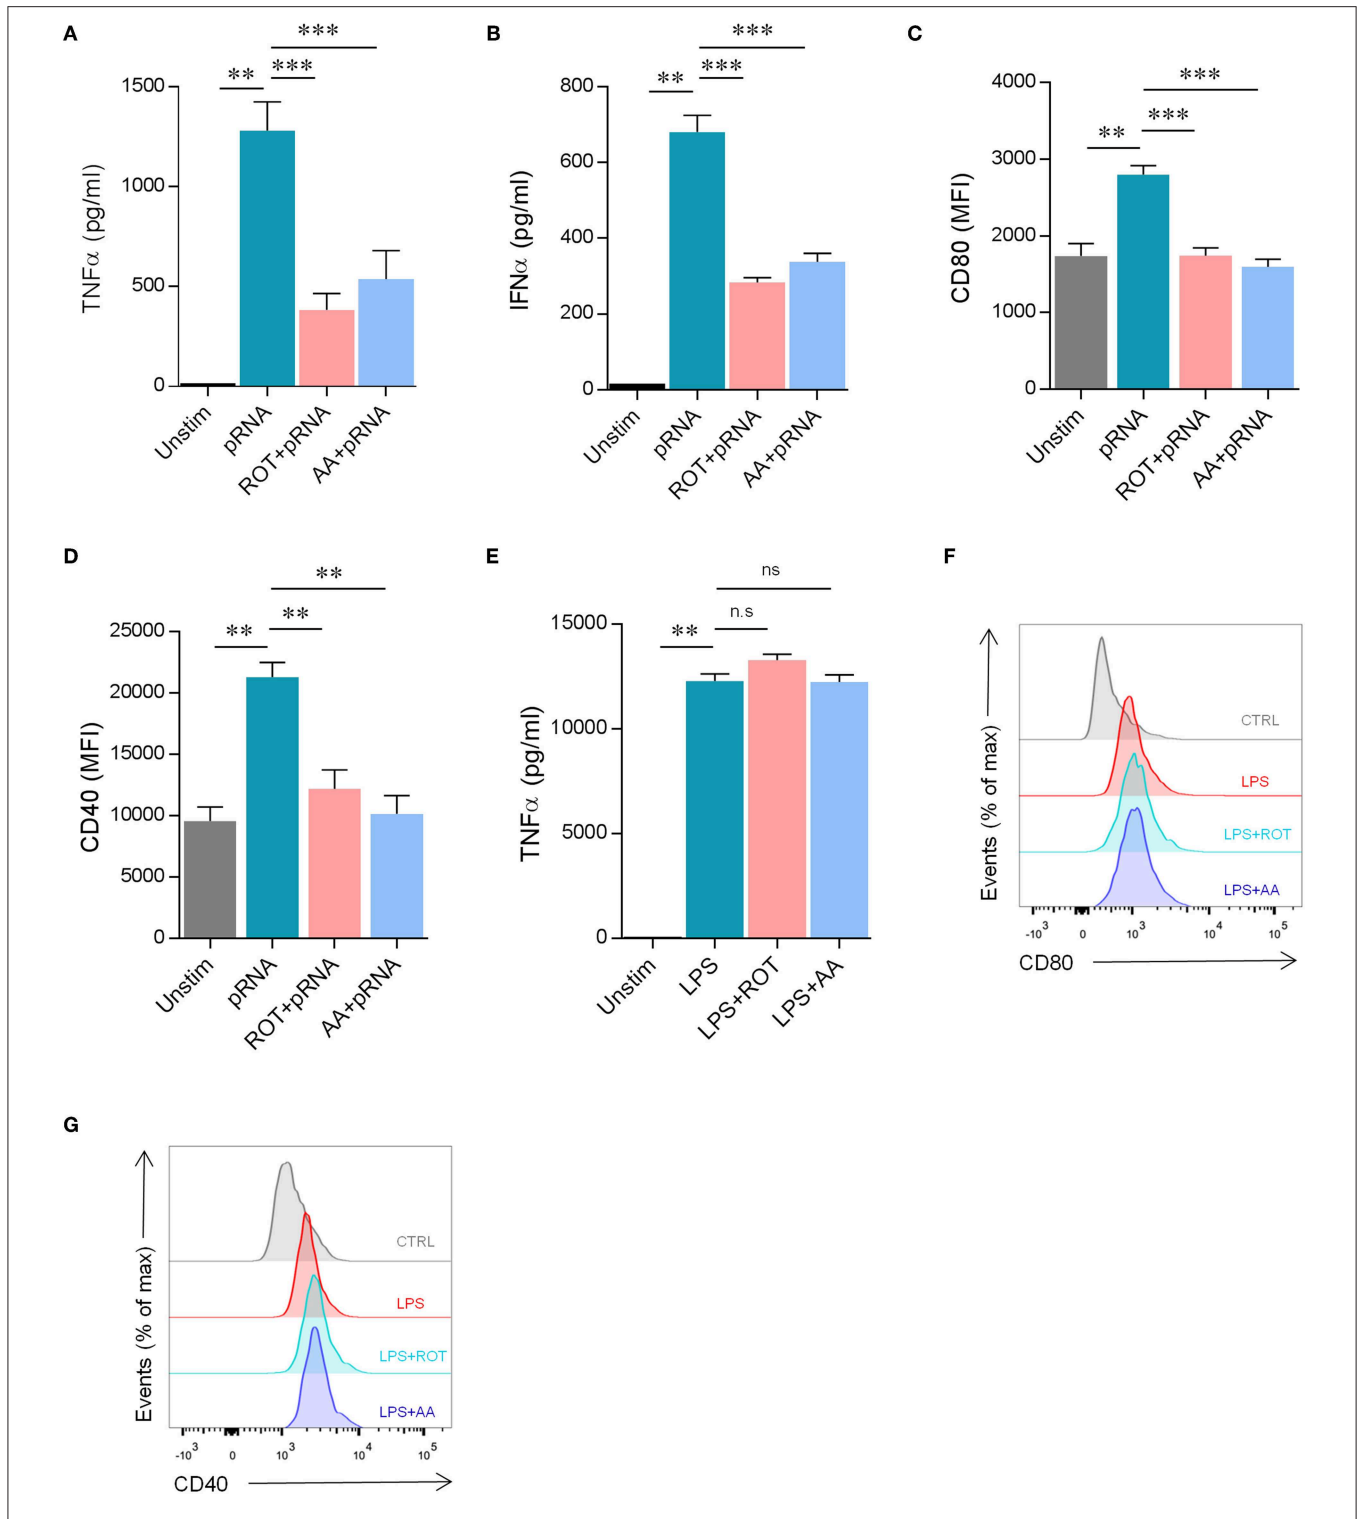 A
***
** ***
TNFα (pg/ml)
1500
1000
500
0
Unstim
pRNA
ROT+pRNA
AA+pRNA
B
***
** ***
IFNα (pg/ml)
800
600
400
200
0
Unstim
pRNA
ROT+pRNA
AA+pRNA
C
***
** ***
CD80 (MFI)
4000
3000
2000
1000
0
Unstim
pRNA
ROT+pRNA
AA+pRNA
D
**
** **
CD40 (MFI)
25000
20000
15000
10000
5000
0
Unstim
pRNA
ROT+pRNA
AA+pRNA
E
ns
** n.s
TNFα (pg/ml)
15000
10000
5000
0
Unstim
LPS
LPS+ROT
LPS+AA
F
Events (% of max)
CTRL
LPS
LPS+ROT
LPS+AA
-10³ 0 10³ 10⁴ 10⁵
CD80
G
Events (% of max)
CTRL
LPS
LPS+ROT
LPS+AA
-10³ 0 10³ 10⁴ 10⁵
CD40